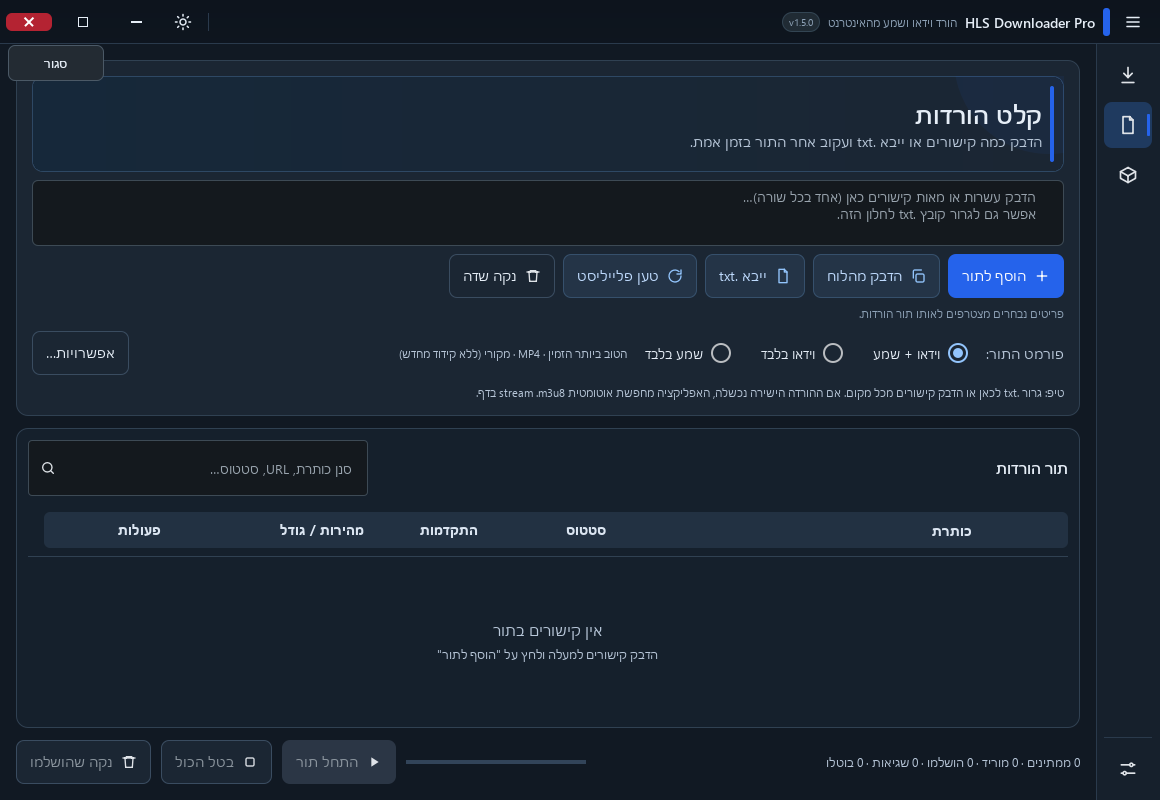 HLS Downloader Pro הורד וידאו ושמע מהאינטרנט v1.5.0
סגור
קלט הורדות
הדבק כמה קישורים או ייבא .txt ועקוב אחר התור בזמן אמת.
הדבק עשרות או מאות קישורים כאן (אחד בכל שורה)...
אפשר גם לגרור קובץ .txt לחלון הזה.
הוסף לתור הדבק מהלוח ייבא .txt טען פלייליסט נקה שדה
פריטים נבחרים מצטרפים לאותו תור הורדות.
פורמט התור: וידאו + שמע וידאו בלבד שמע בלבד הטוב ביותר הזמין · MP4 · מקורי (ללא קידוד מחדש) אפשרויות...
טיפ: גרור .txt לכאן או הדבק קישורים מכל מקום. אם ההורדה הישירה נכשלה, האפליקציה מחפשת אוטומטית stream .m3u8 בדף.
תור הורדות סנן כותרת, URL, סטטוס...
כותרת סטטוס התקדמות מהירות / גודל פעולות
אין קישורים בתור
הדבק קישורים למעלה ולחץ על "הוסף לתור"
0 ממתינים · 0 מוריד · 0 הושלמו · 0 שגיאות · 0 בוטלו התחל תור בטל הכול נקה שהושלמו